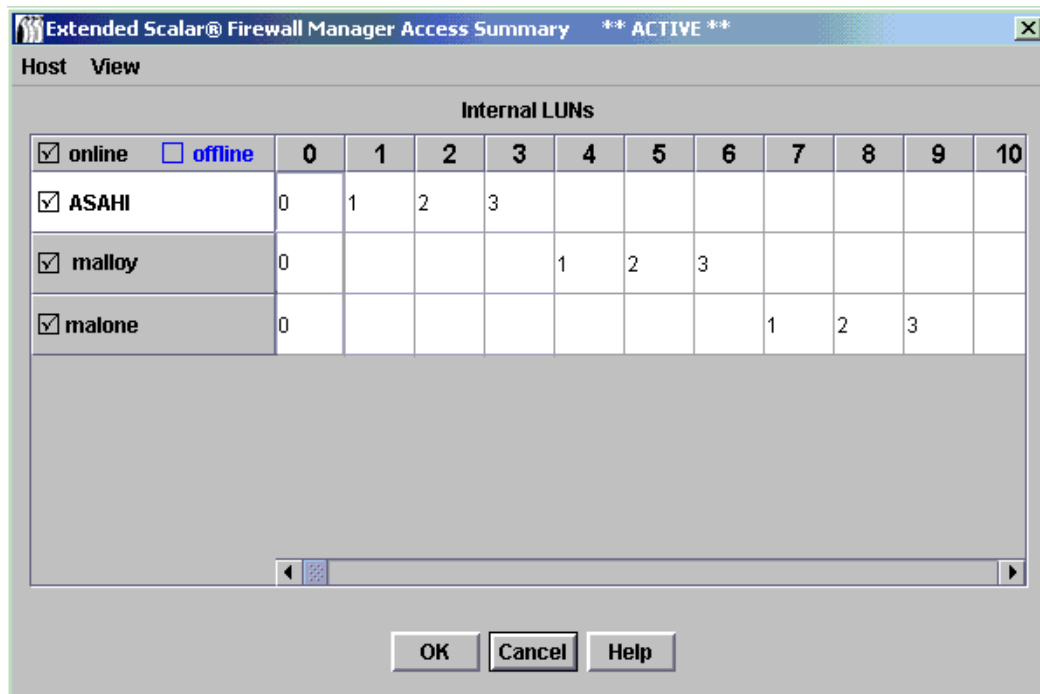 Extended Scalar® Firewall Manager Access Summary ** ACTIVE **
Host View
Internal LUNs
online offline 0 1 2 3 4 5 6 7 8 9 10
ASAHI 0 1 2 3
malloy 0 1 2 3
malone 0 1 2 3
OK Cancel Help